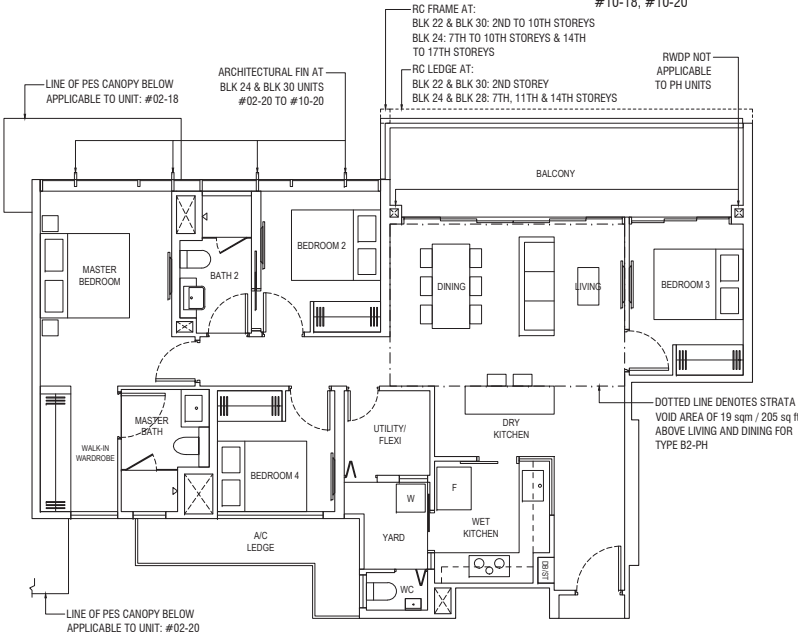 #10-18, #10-20
RC FRAME AT:
BLK 22 & BLK 30: 2ND TO 10TH STOREYS
BLK 24: 7TH TO 10TH STOREYS & 14TH
TO 17TH STOREYS
RC LEDGE AT:
BLK 22 & BLK 30: 2ND STOREY
BLK 24 & BLK 28: 7TH, 11TH & 14TH STOREYS
RWDP NOT
APPLICABLE
TO PH UNITS
LINE OF PES CANOPY BELOW
APPLICABLE TO UNIT: #02-18
ARCHITECTURAL FIN AT
BLK 24 & BLK 30 UNITS
#02-20 TO #10-20
BALCONY
MASTER
BEDROOM
BATH 2
BEDROOM 2
DINING
LIVING
BEDROOM 3
WALK-IN
WARDROBE
MASTER
BATH
BEDROOM 4
UTILITY/
FLEXI
DRY
KITCHEN
DOTTED LINE DENOTES STRATA
VOID AREA OF 19 sqm / 205 sq ft
ABOVE LIVING AND DINING FOR
TYPE B2-PH
W
F
YARD
WET
KITCHEN
A/C
LEDGE
WC
DB/ST
LINE OF PES CANOPY BELOW
APPLICABLE TO UNIT: #02-20